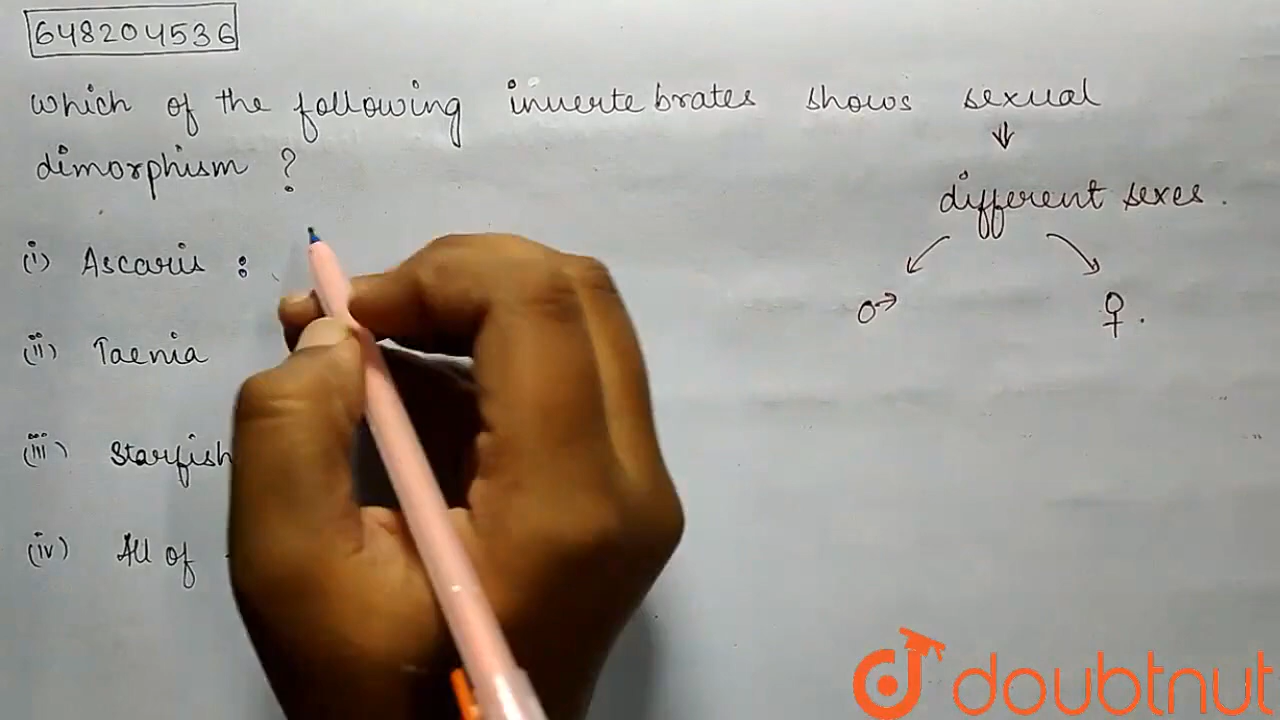 648204536
which of the following invertebrates shows sexual
dimorphism ?
different sexes.
(i) Ascaris :
(ii) Taenia
(iii) Starfish
(iv) All of
doubtnut